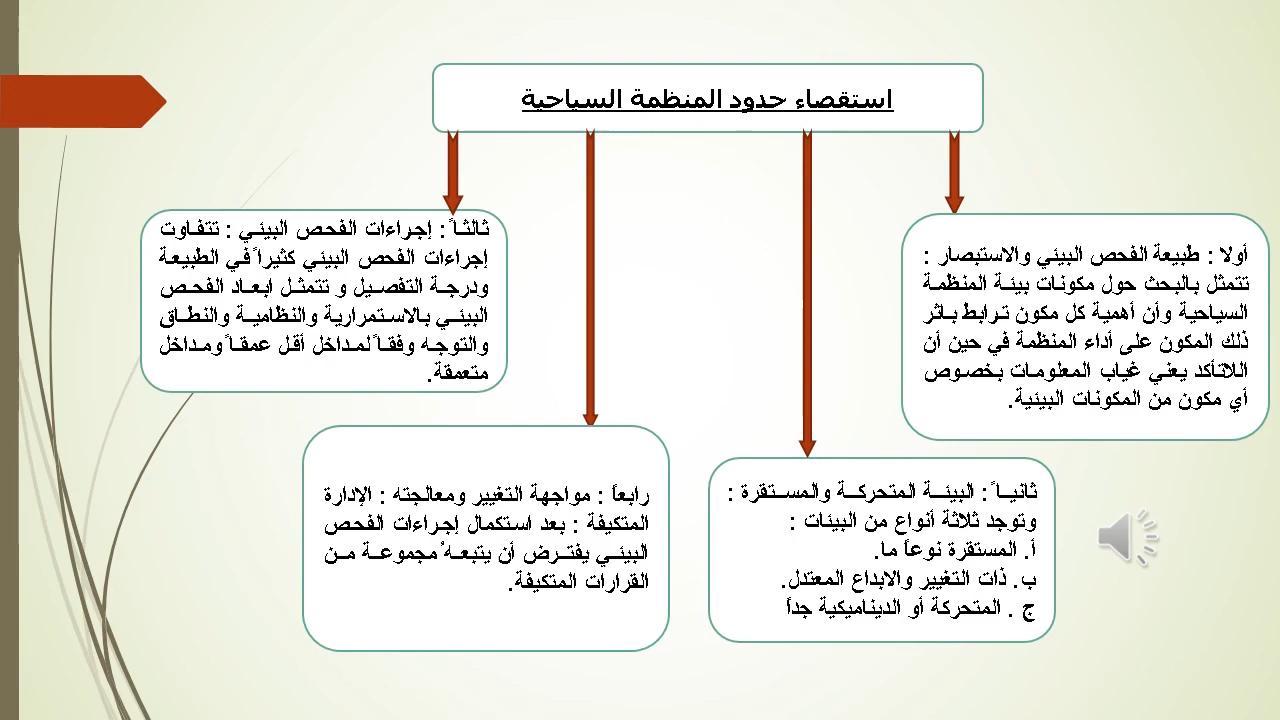 استقصاء حدود المنظمة السياحية
أولا : طبيعة الفحص البيئي والاستبصار :
تتمثل بالبحث حول مكونات بيئة المنظمة
السياحية وأن أهمية كل مكون ترابط باثر
ذلك المكون على أداء المنظمة في حين أن
اللاتأكد يعني غياب المعلومات بخصوص
أي مكون من المكونات البيئية.
ثانياً : البيئة المتحركة والمستقرة :
وتوجد ثلاثة أنواع من البيئات :
أ. المستقرة نوعاً ما.
ب. ذات التغيير والابداع المعتدل.
ج . المتحركة أو الديناميكية جداً
ثالثاً : إجراءات الفحص البيئي : تتفاوت
إجراءات الفحص البيئي كثيراً في الطبيعة
ودرجة التفصيل و تتمثل ابعاد الفحص
البيئي بالاستمرارية والنظامية والنطاق
والتوجه وفقاً لمداخل أقل عمقاً ومداخل
متعمقة.
رابعاً : مواجهة التغيير ومعالجته : الإدارة
المتكيفة : بعد استكمال إجراءات الفحص
البيئي يفترض أن يتبعهُ مجموعة من
القرارات المتكيفة.